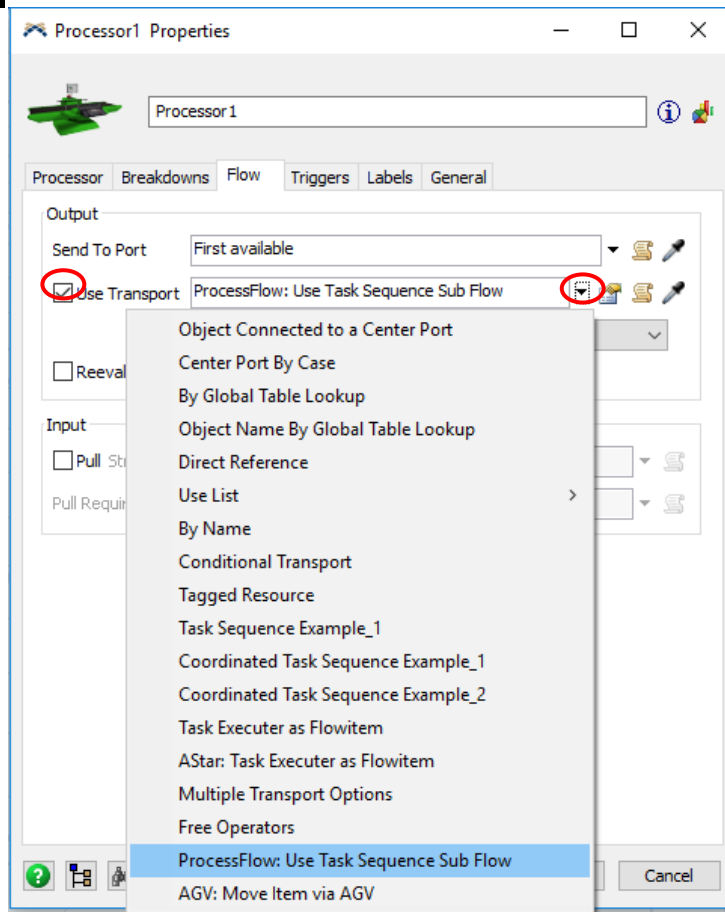 Processor1 Properties
Processor1
Processor Breakdowns Flow Triggers Labels General
Output
Send To Port First available
Use Transport ProcessFlow: Use Task Sequence Sub Flow
Object Connected to a Center Port
Center Port By Case
By Global Table Lookup
Reeval
Object Name By Global Table Lookup
Input
Direct Reference
Pull
Use List
Pull Requir
By Name
Conditional Transport
Tagged Resource
Task Sequence Example_1
Coordinated Task Sequence Example_1
Coordinated Task Sequence Example_2
Task Executer as Flowitem
AStar: Task Executer as Flowitem
Multiple Transport Options
Free Operators
ProcessFlow: Use Task Sequence Sub Flow
Cancel
AGV: Move Item via AGV